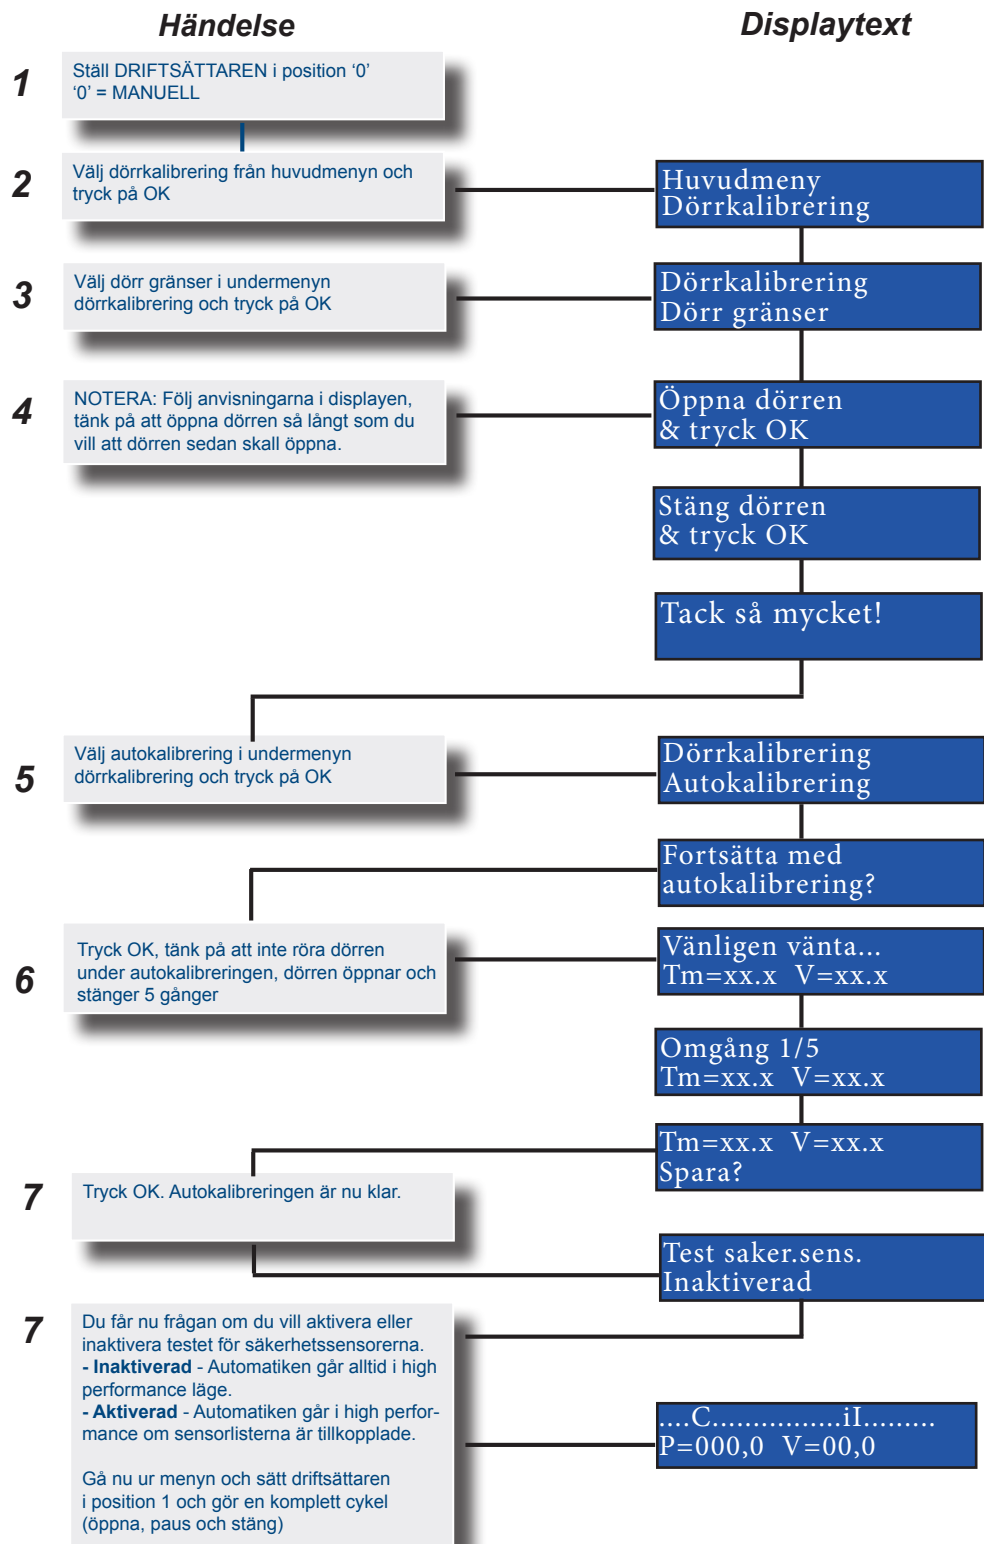 Händelse
Displaytext
1
Ställ DRIFTSÄTTAREN i position ‘0’
‘0’ = MANUELL
2
Välj dörrkalibrering från huvudmenyn och
tryck på OK
Huvudmeny
Dörrkalibrering
3
Välj dörr gränser i undermenyn
dörrkalibrering och tryck på OK
Dörrkalibrering
Dörr gränser
4
NOTERA: Följ anvisningarna i displayen,
tänk på att öppna dörren så långt som du
vill att dörren sedan skall öppna.
Öppna dörren
& tryck OK
Stäng dörren
& tryck OK
Tack så mycket!
5
Välj autokalibrering i undermenyn
dörrkalibrering och tryck på OK
Dörrkalibrering
Autokalibrering
Fortsätta med
autokalibrering?
6
Tryck OK, tänk på att inte röra dörren
under autokalibreringen, dörren öppnar och
stänger 5 gånger
Vänligen vänta...
Tm=xx.x V=xx.x
Omgång 1/5
Tm=xx.x V=xx.x
Tm=xx.x V=xx.x
Spara?
7
Tryck OK. Autokalibreringen är nu klar.
Test saker.sens.
Inaktiverad
7
Du får nu frågan om du vill aktivera eller
inaktivera testet för säkerhetssensorerna.
- Inaktiverad - Automatiken går alltid i high
performance läge.
- Aktiverad - Automatiken går i high perfor-
mance om sensorlisterna är tillkopplade.
Gå nu ur menyn och sätt driftsättaren
i position 1 och gör en komplett cykel
(öppna, paus och stäng)
....C................iI.........
P=000,0 V=00,0